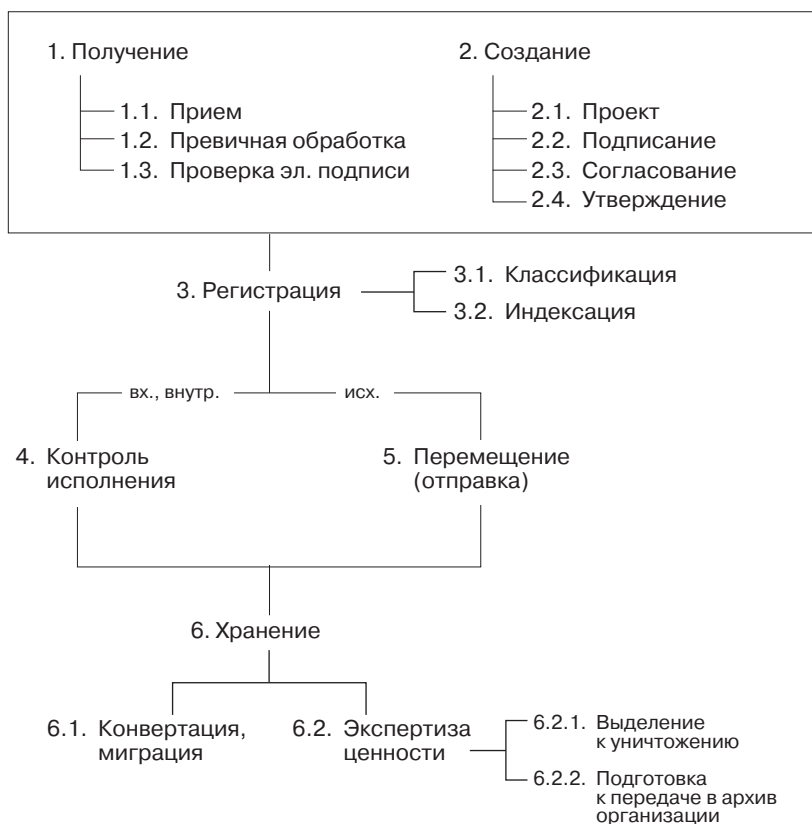 1. Получение
1.1. Прием
1.2. Превичная обработка
1.3. Проверка эл. подписи
2. Создание
2.1. Проект
2.2. Подписание
2.3. Согласование
2.4. Утверждение
3. Регистрация
3.1. Классификация
3.2. Индексация
вх., внутр.
исх.
4. Контроль
исполнения
5. Перемещение
(отправка)
6. Хранение
6.1. Конвертация,
миграция
6.2. Экспертиза
ценности
6.2.1. Выделение
к уничтожению
6.2.2. Подготовка
к передаче в архив
организации